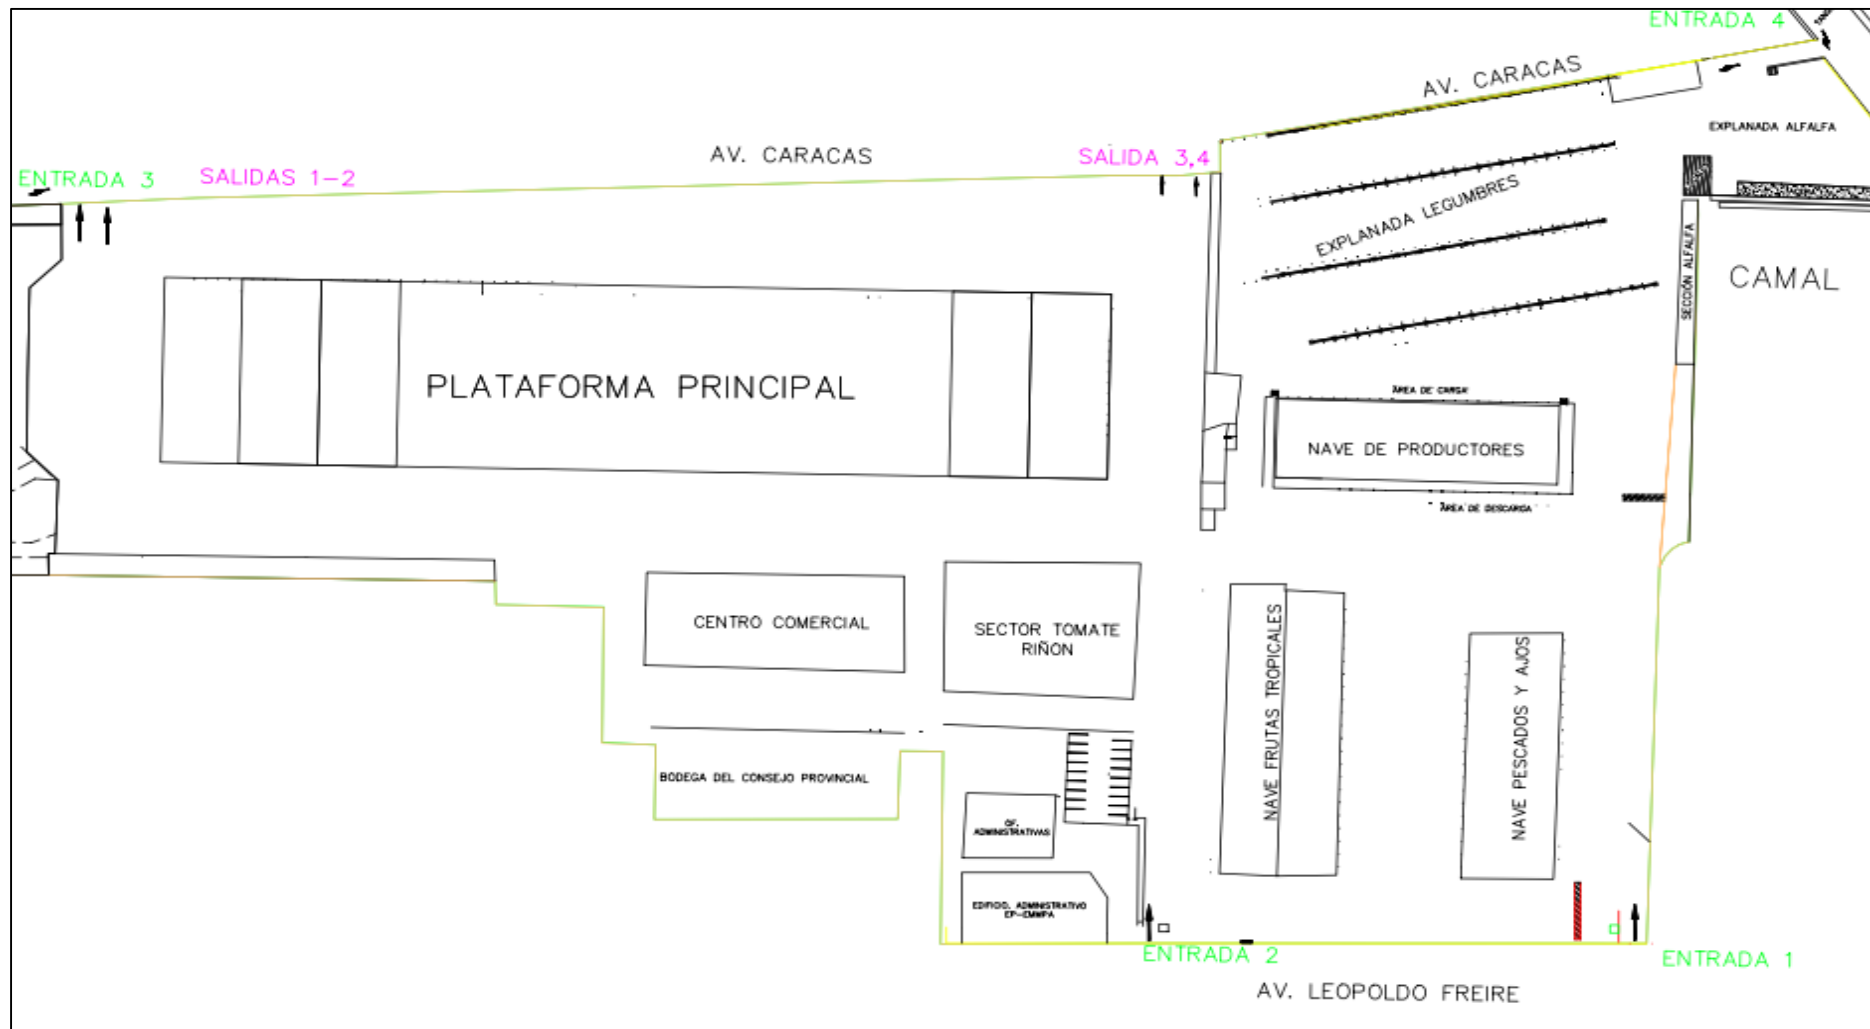 ENTRADA 4
AV. CARACAS
EXPLANADA ALFALFA
AV. CARACAS
SALIDA 3,4
ENTRADA 3
SALIDAS 1-2
EXPLANADA LEGUMBRES
SECCIÓN ALFALFA
CAMAL
PLATAFORMA PRINCIPAL
ÁREA DE CARGA
NAVE DE PRODUCTORES
ÁREA DE DESCARGA
CENTRO COMERCIAL
SECTOR TOMATE
RIÑON
NAVE FRUTAS TROPICALES
NAVE PESCADOS Y AJOS
BODEGA DEL CONSEJO PROVINCIAL
OF.
ADMINISTRATIVAS
EDIFICIO. ADMINISTRATIVO
EP-EMMPA
ENTRADA 2
ENTRADA 1
AV. LEOPOLDO FREIRE